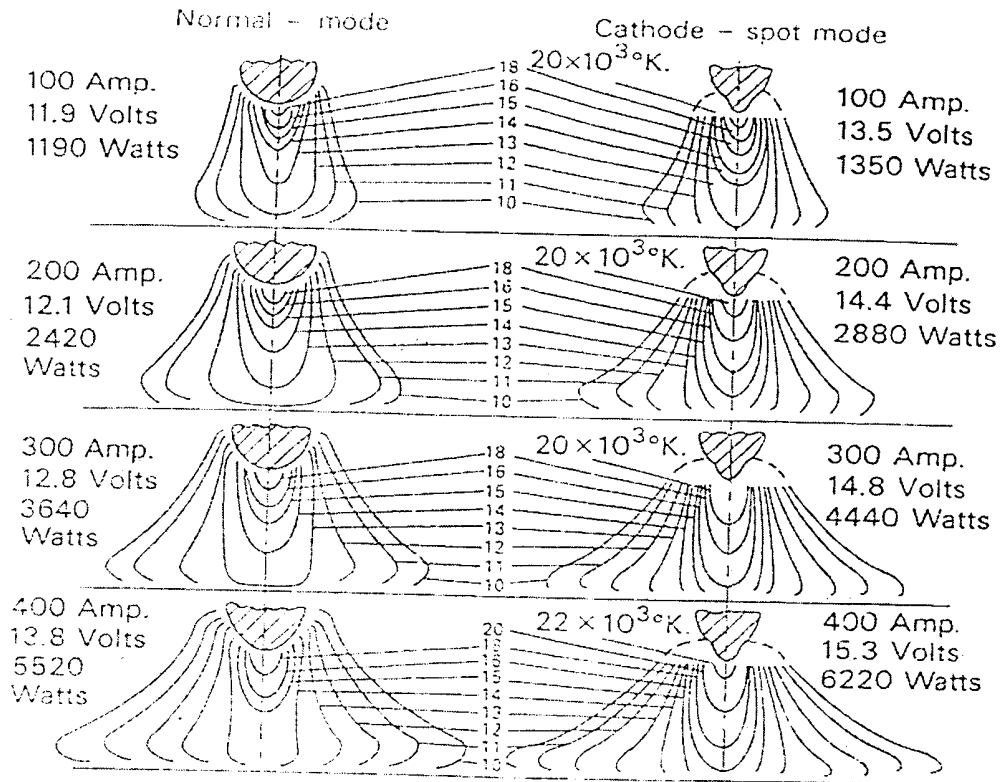 Normal - mode
Cathode - spot mode
100 Amp.
11.9 Volts
1190 Watts
18
16
15
14
13
12
11
10
20×10³°K.
100 Amp.
13.5 Volts
1350 Watts
200 Amp.
12.1 Volts
2420
Watts
18
16
15
14
13
12
11
10
20 × 10³°K.
200 Amp.
14.4 Volts
2880 Watts
300 Amp.
12.8 Volts
3640
Watts
18
16
15
14
13
12
11
10
20 × 10³°K.
300 Amp.
14.8 Volts
4440 Watts
400 Amp.
13.8 Volts
5520
Watts
20
16
15
14
13
12
11
10
22 × 10³°K.
400 Amp.
15.3 Volts
6220 Watts